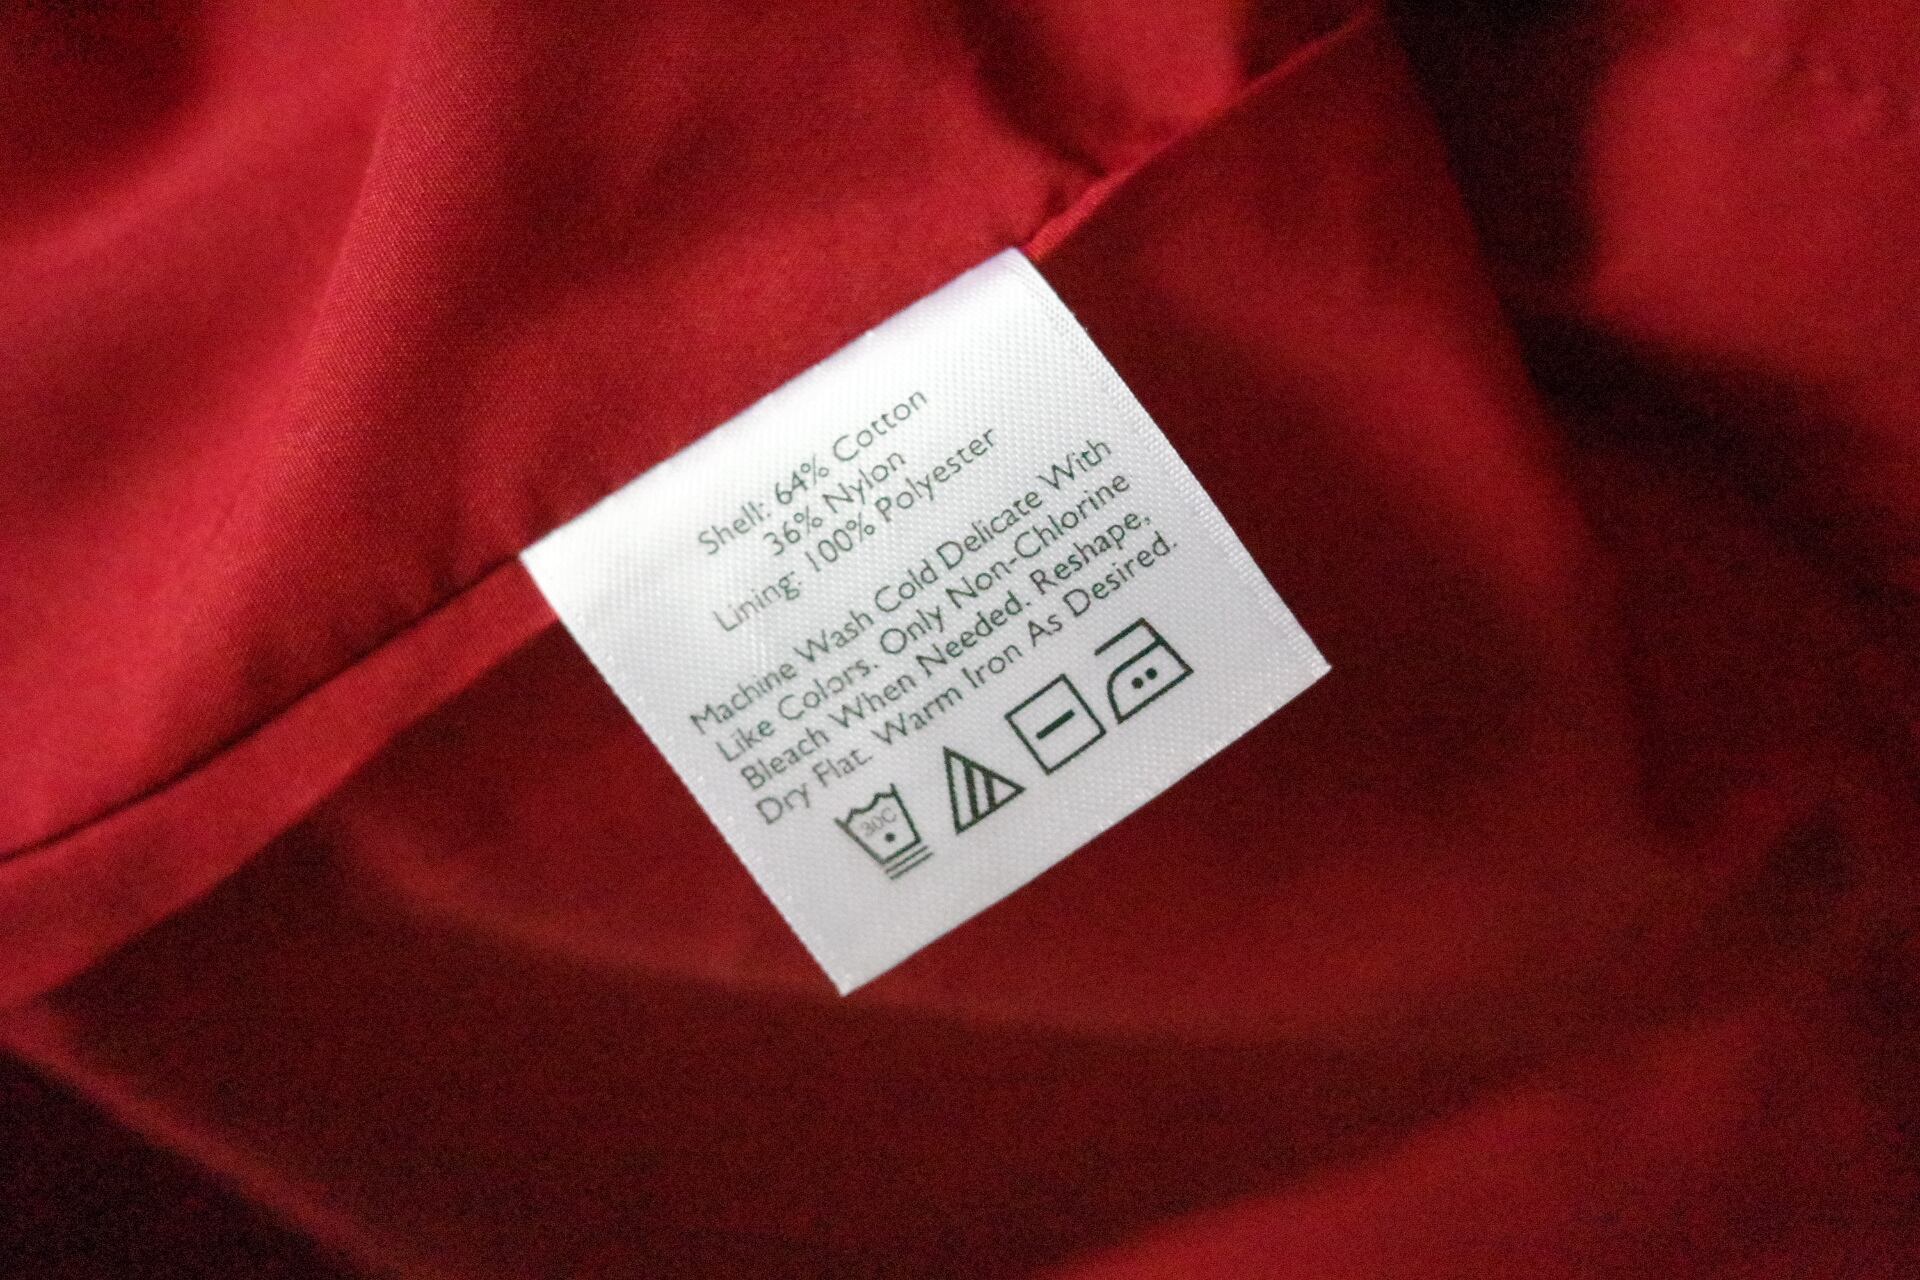 Shell: 64% Cotton
36% Nylon
Lining: 100% Polyester
Machine Wash Cold Delicate With
Like Colors. Only Non-Chlorine
Bleach When Needed. Reshape,
Dry Flat. Warm Iron As Desired.
30C